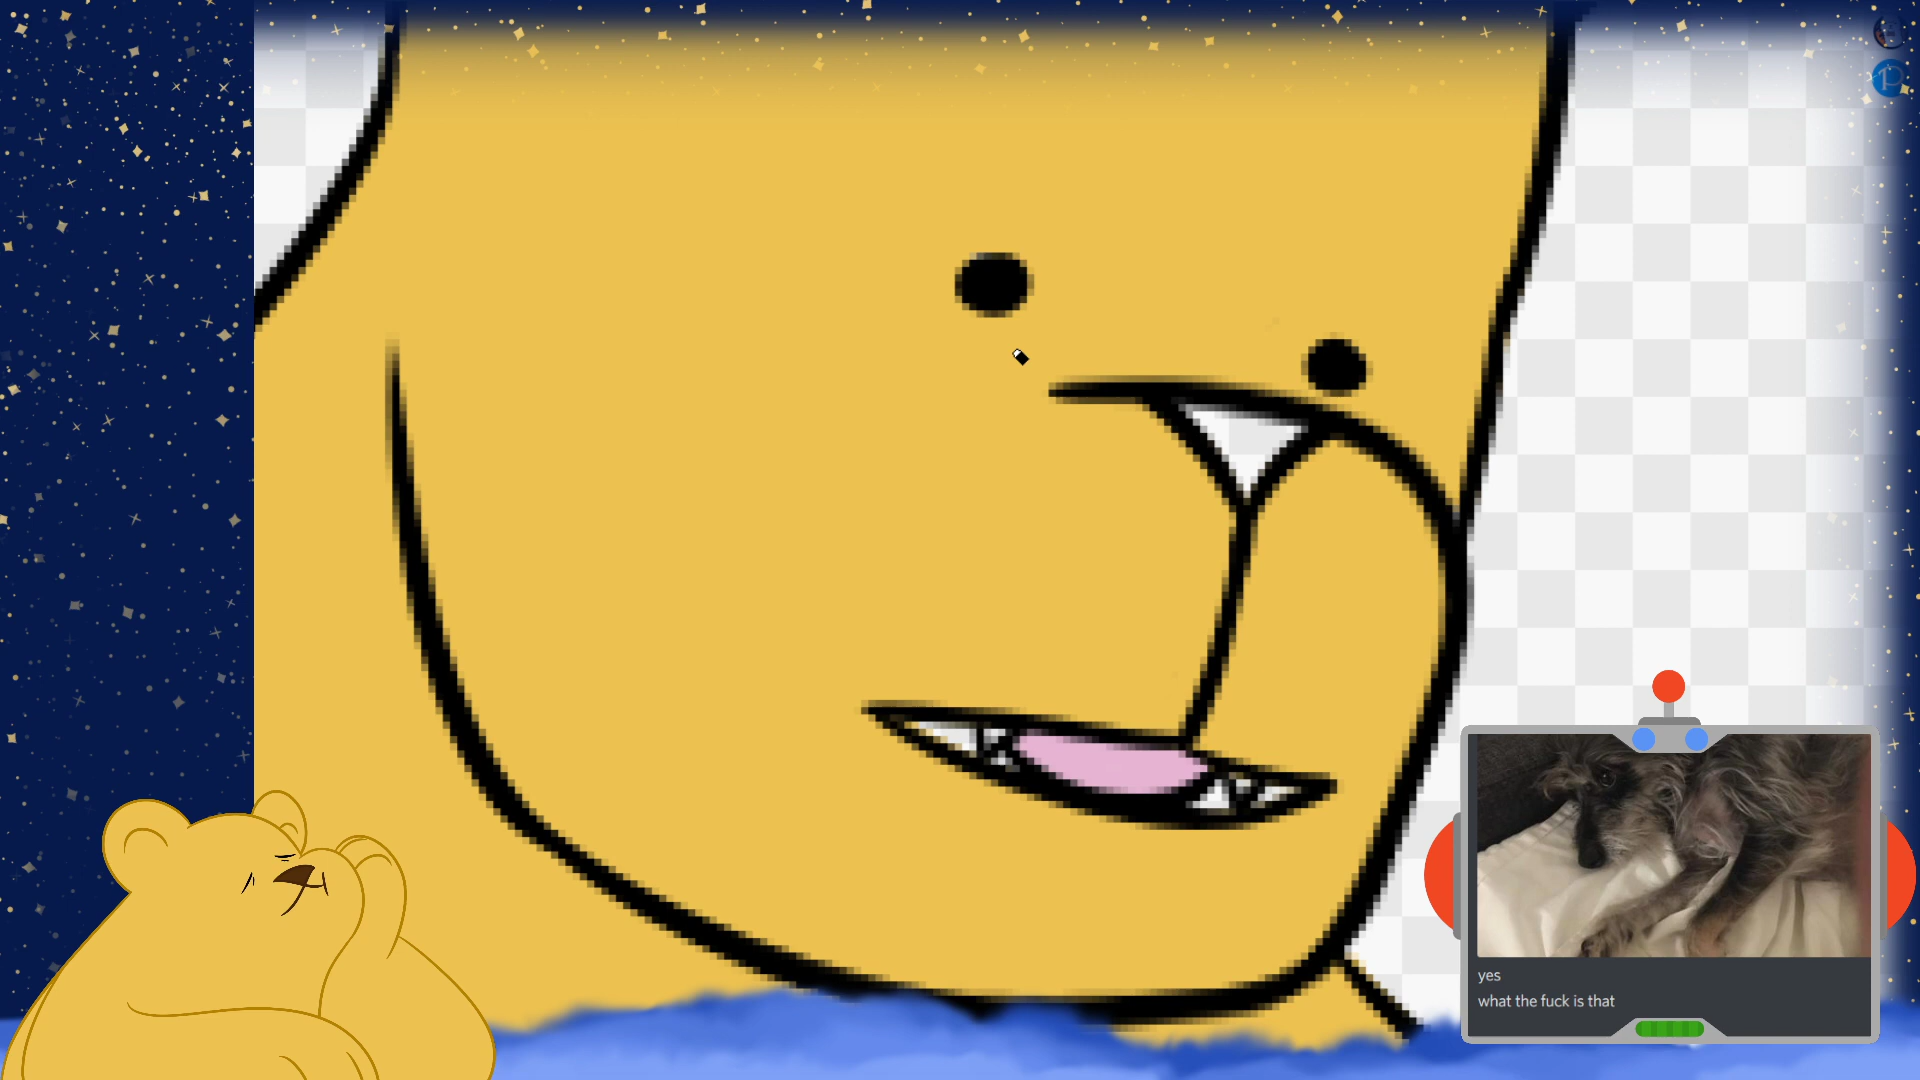 yes
what the fuck is that